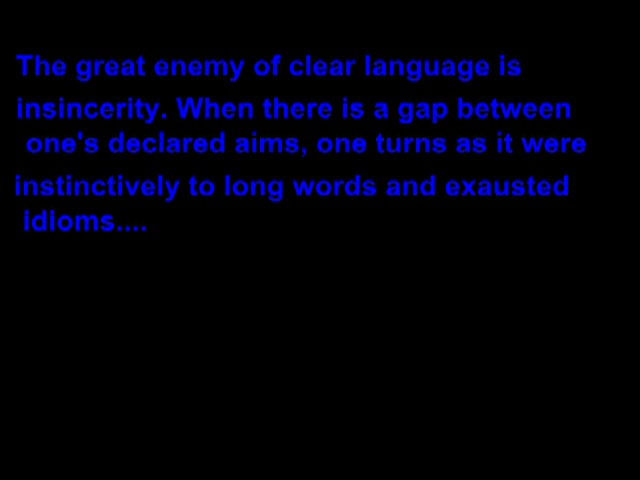 The great enemy of clear language is
insincerity. When there is a gap between
one's declared aims, one turns as it were
instinctively to long words and exausted
idioms....